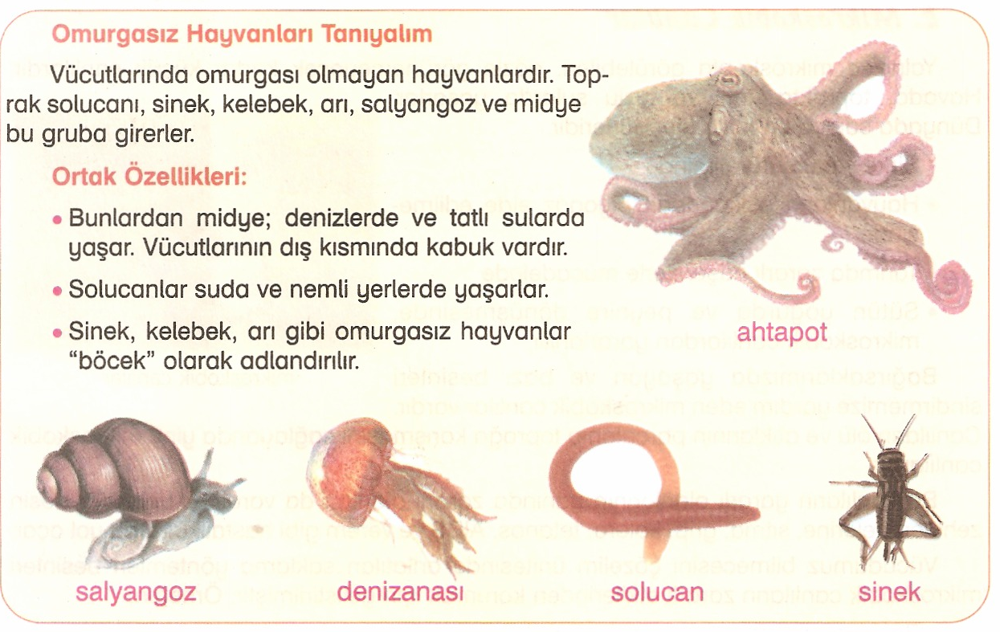 Omurgasız Hayvanları Tanıyalım
Vücutlarında omurgası olmayan hayvanlardır. Top-
rak solucanı, sinek, kelebek, arı, salyangoz ve midye
bu gruba girerler.
Ortak Özellikleri:
• Bunlardan midye; denizlerde ve tatlı sularda
yaşar. Vücutlarının dış kısmında kabuk vardır.
• Solucanlar suda ve nemli yerlerde yaşarlar.
• Sinek, kelebek, arı gibi omurgasız hayvanlar
“böcek” olarak adlandırılır.
ahtapot
salyangoz
denizanası
solucan
sinek